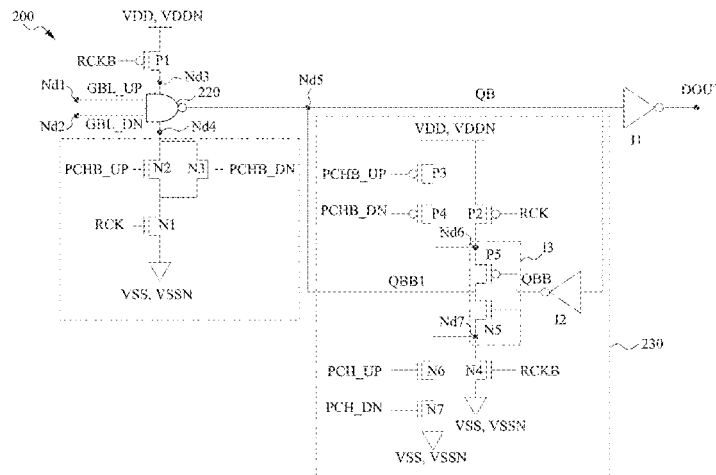 200
VDD, VDDN
RCKB
P1
Nd3
Nd1
GBL_UP
220
Nd5
QB
DOUT
Nd2
GBL_DN
Nd4
I1
VDD, VDDN
PCHB_UP
N2
N3
PCHB_DN
PCHB_UP
P3
PCHB_DN
P4
P2
RCK
RCK
N1
Nd6
P5
I3
VSS, VSSN
QBB1
QBB
I2
Nd7
N5
230
PCH_UP
N6
N4
RCKB
PCH_DN
N7
VSS, VSSN
VSS, VSSN